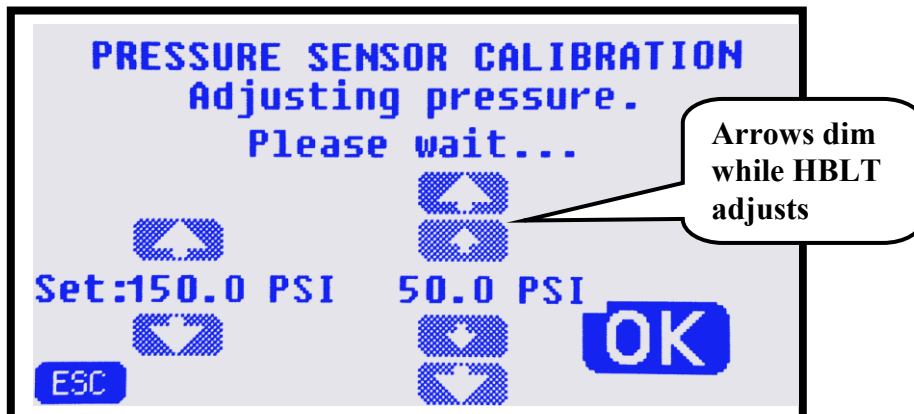 PRESSURE SENSOR CALIBRATION
Adjusting pressure.
Please wait...
Arrows dim
while HBLT
adjusts
Set:150.0 PSI 50.0 PSI
OK
ESC